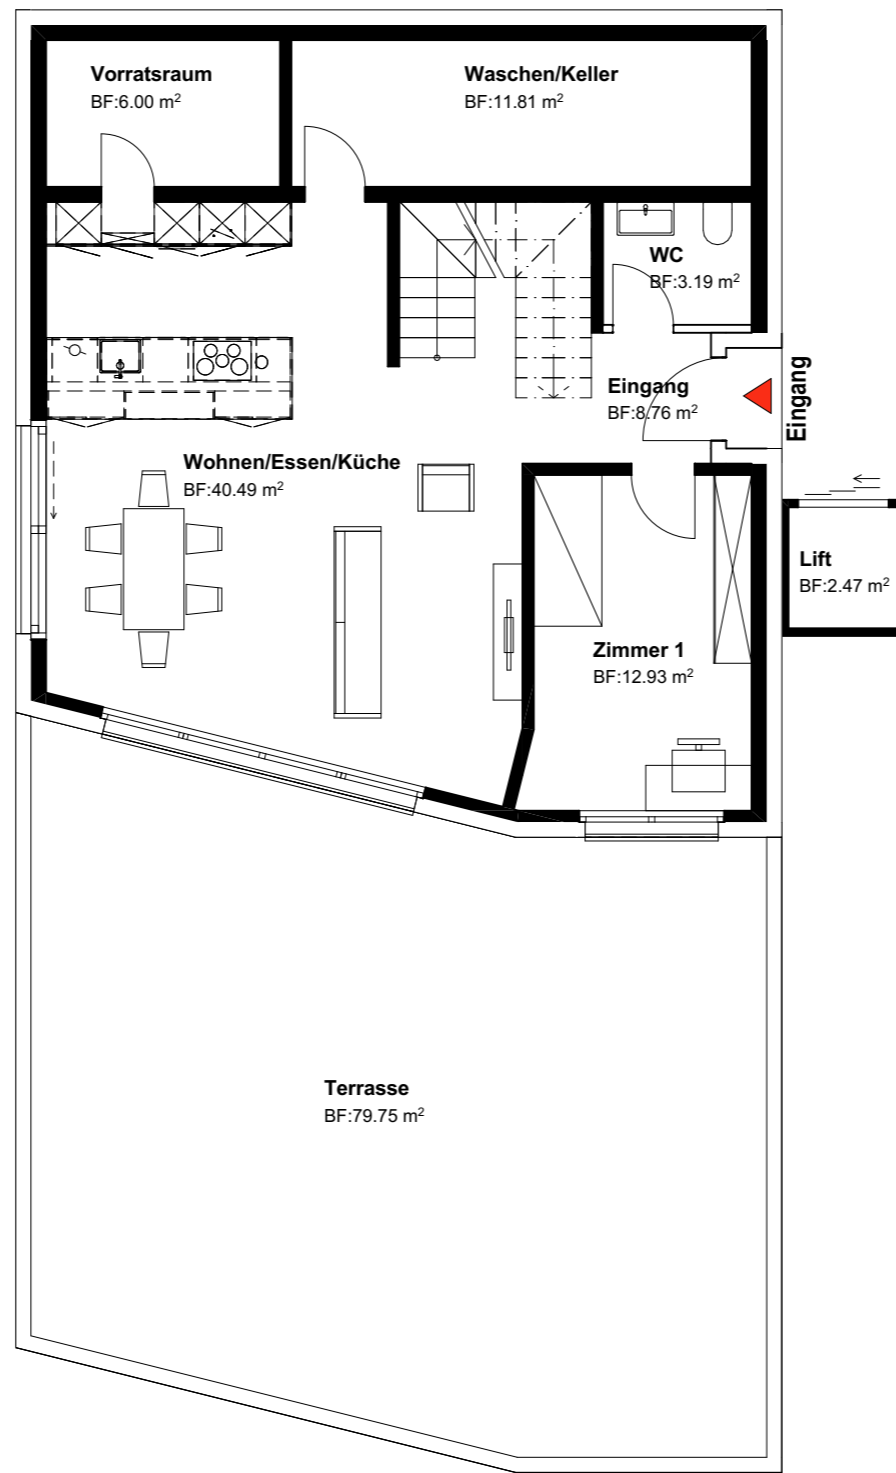 Vorratsraum
BF:6.00 m²
Waschen/Keller
BF:11.81 m²
WC
BF:3.19 m²
Eingang
BF:8.76 m²
Eingang
Wohnen/Essen/Küche
BF:40.49 m²
Lift
BF:2.47 m²
Zimmer 1
BF:12.93 m²
Terrasse
BF:79.75 m²